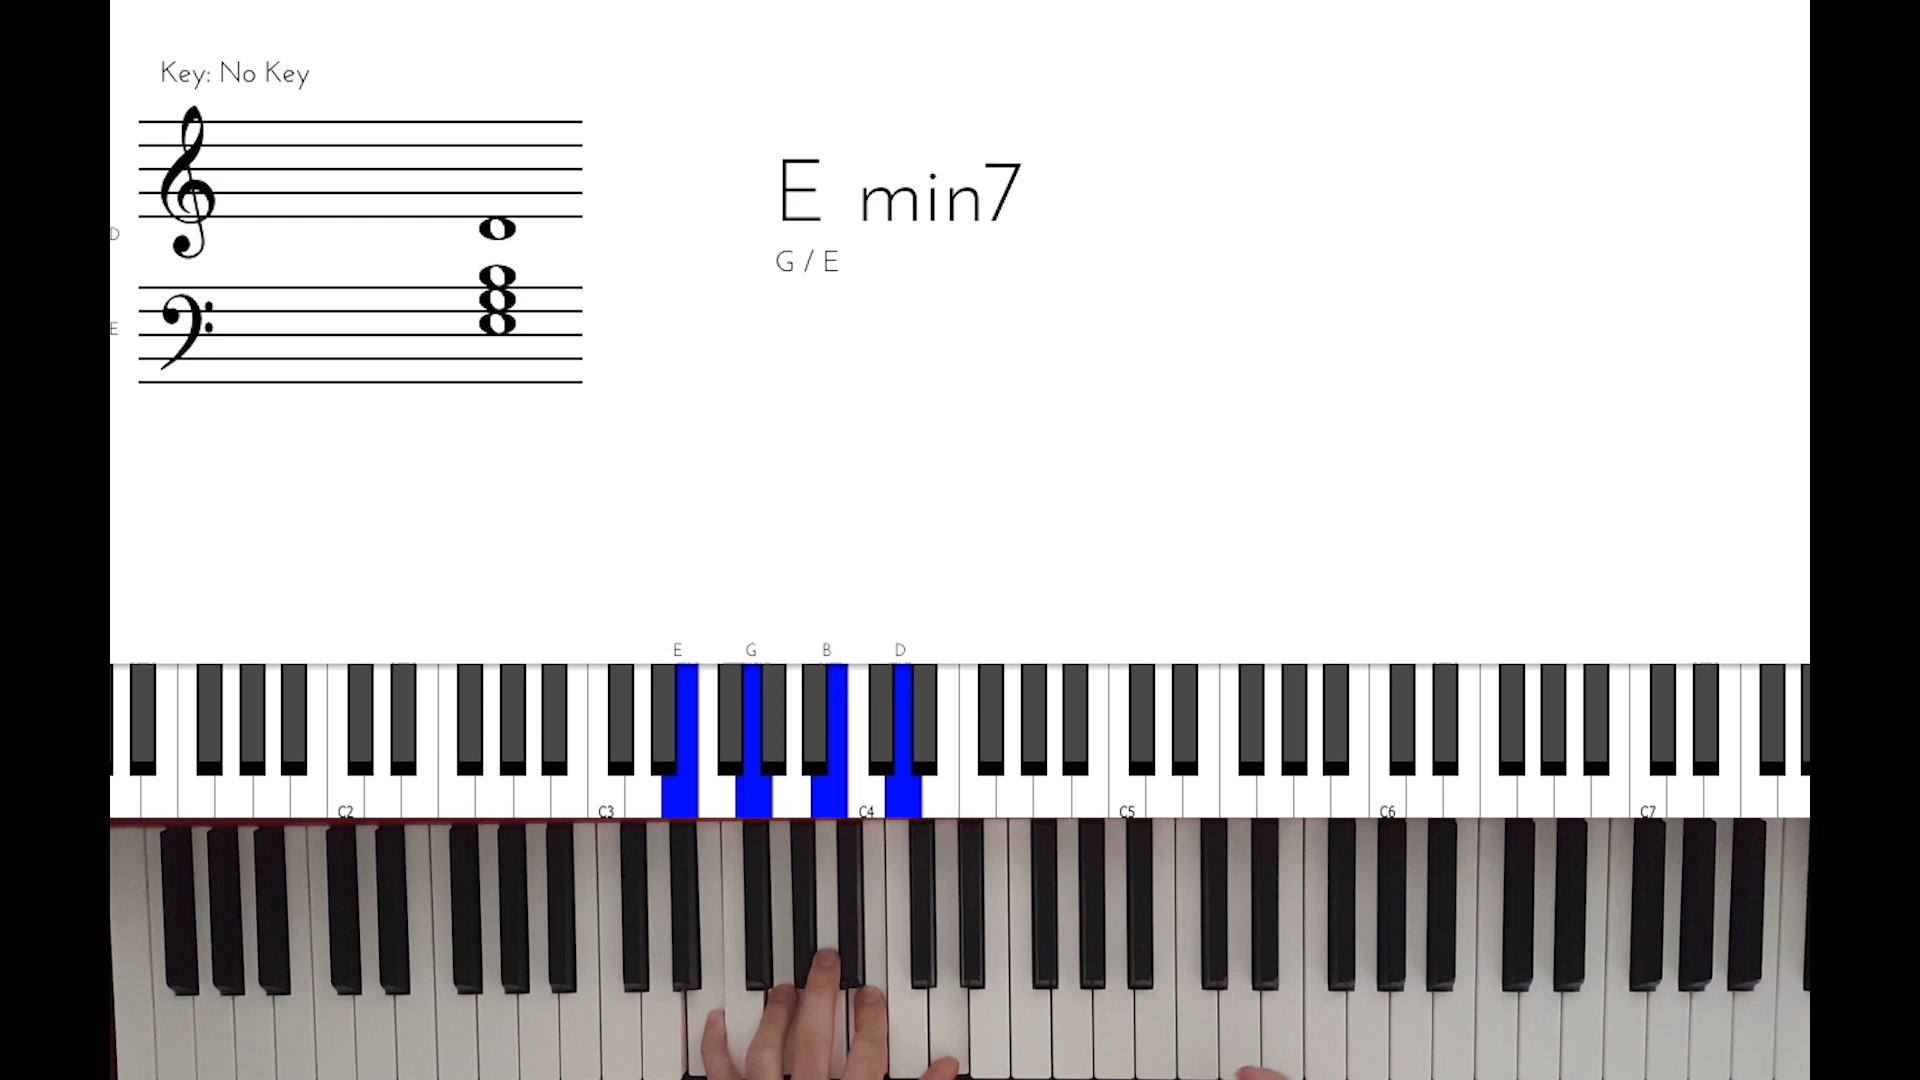 Key: No Key
E min7
G / E
D
E
E G B D
C2 C3 C4 C5 C6 C7